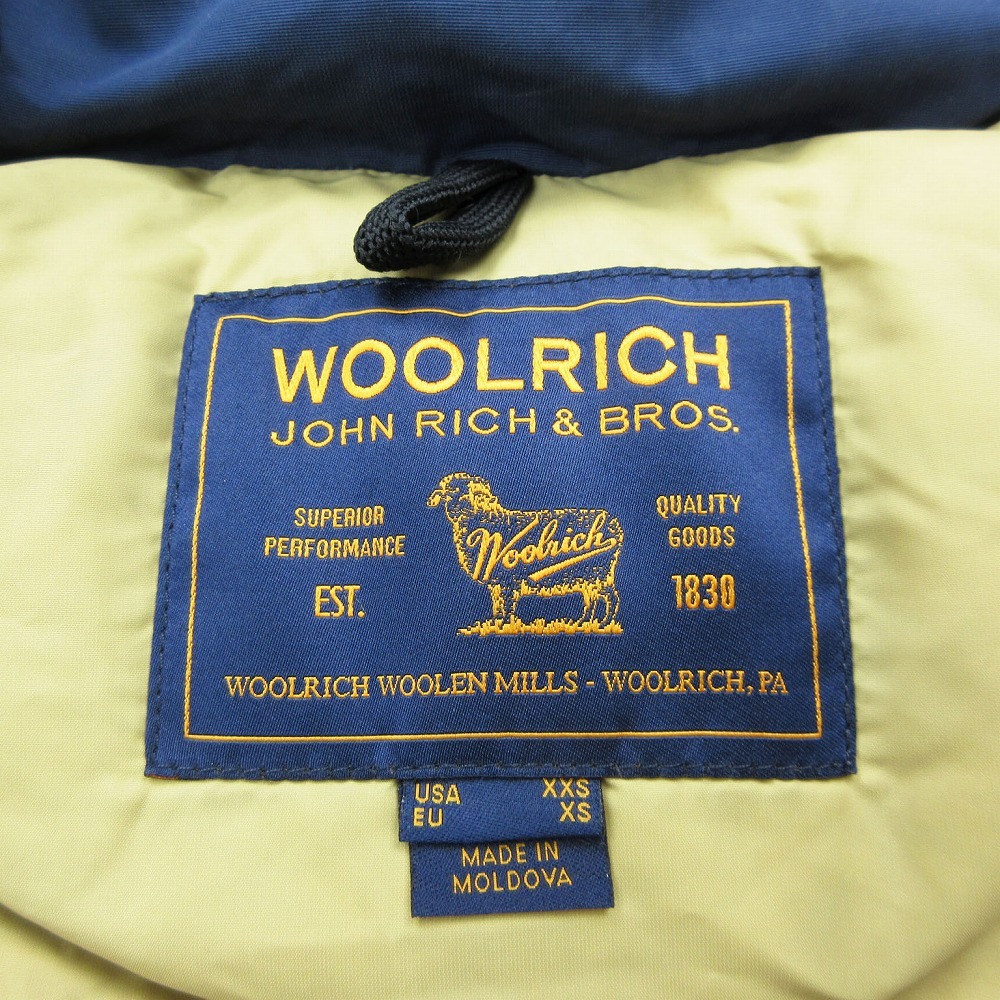 WOOLRICH
JOHN RICH & BROS.
SUPERIOR
PERFORMANCE
EST.
Woolrich
QUALITY
GOODS
1830
WOOLRICH WOOLEN MILLS - WOOLRICH, PA
USA XXS
EU XS
MADE IN
MOLDOVA